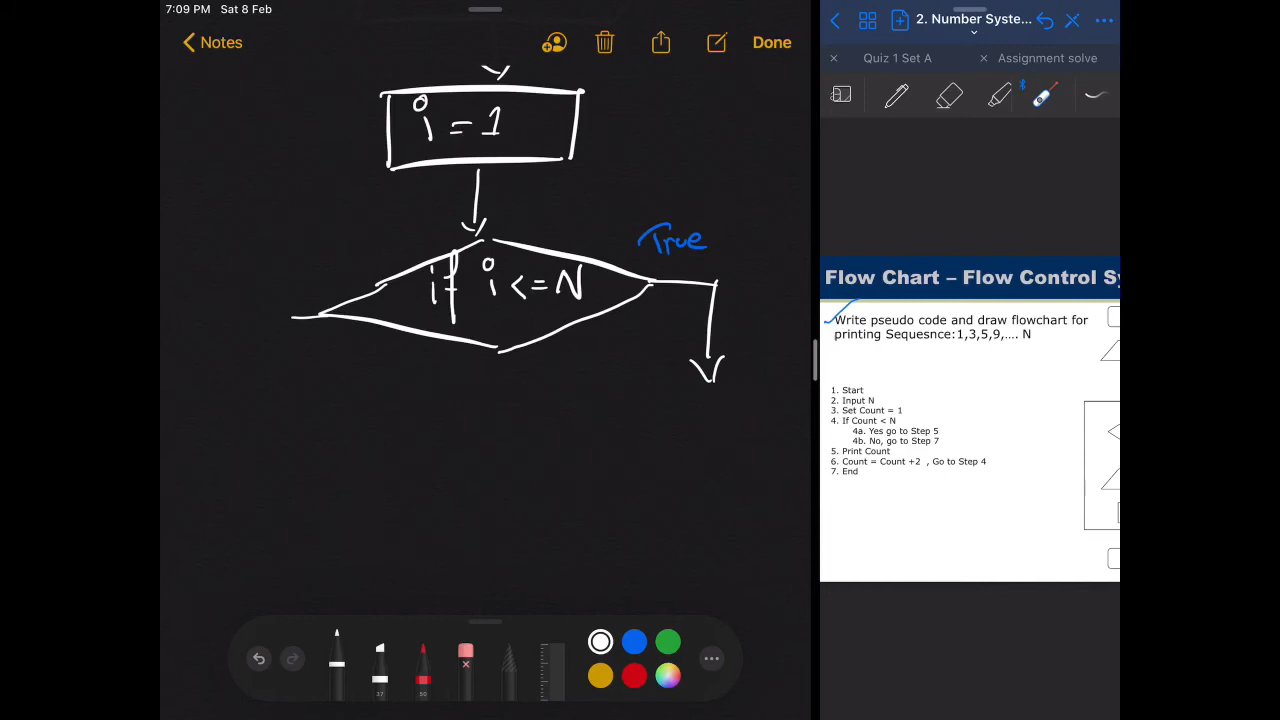 7:09 PM Sat 8 Feb
Notes
Done
i = 1
if i <= N
True
37
50
2. Number Syste...
Quiz 1 Set A
Assignment solve
Flow Chart – Flow Control Sy
Write pseudo code and draw flowchart for
printing Sequesnce:1,3,5,9,.... N
1. Start
2. Input N
3. Set Count = 1
4. If Count < N
4a. Yes go to Step 5
4b. No, go to Step 7
5. Print Count
6. Count = Count +2 , Go to Step 4
7. End